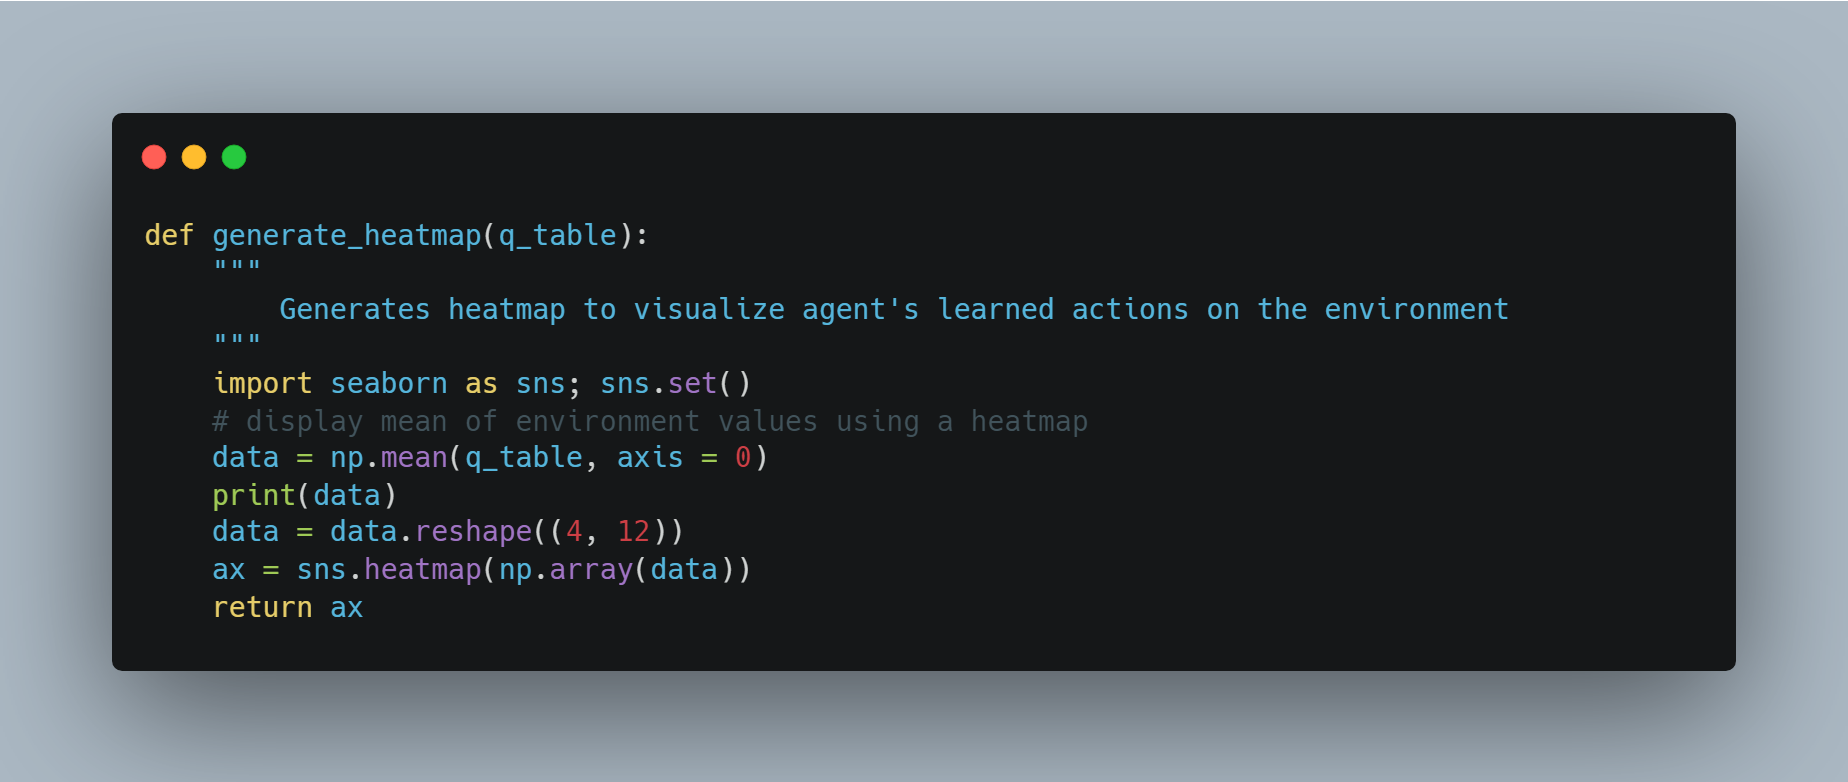 def generate_heatmap(q_table):
    """
        Generates heatmap to visualize agent's learned actions on the environment
    """
    import seaborn as sns; sns.set()
    # display mean of environment values using a heatmap
    data = np.mean(q_table, axis = 0)
    print(data)
    data = data.reshape((4, 12))
    ax = sns.heatmap(np.array(data))
    return ax